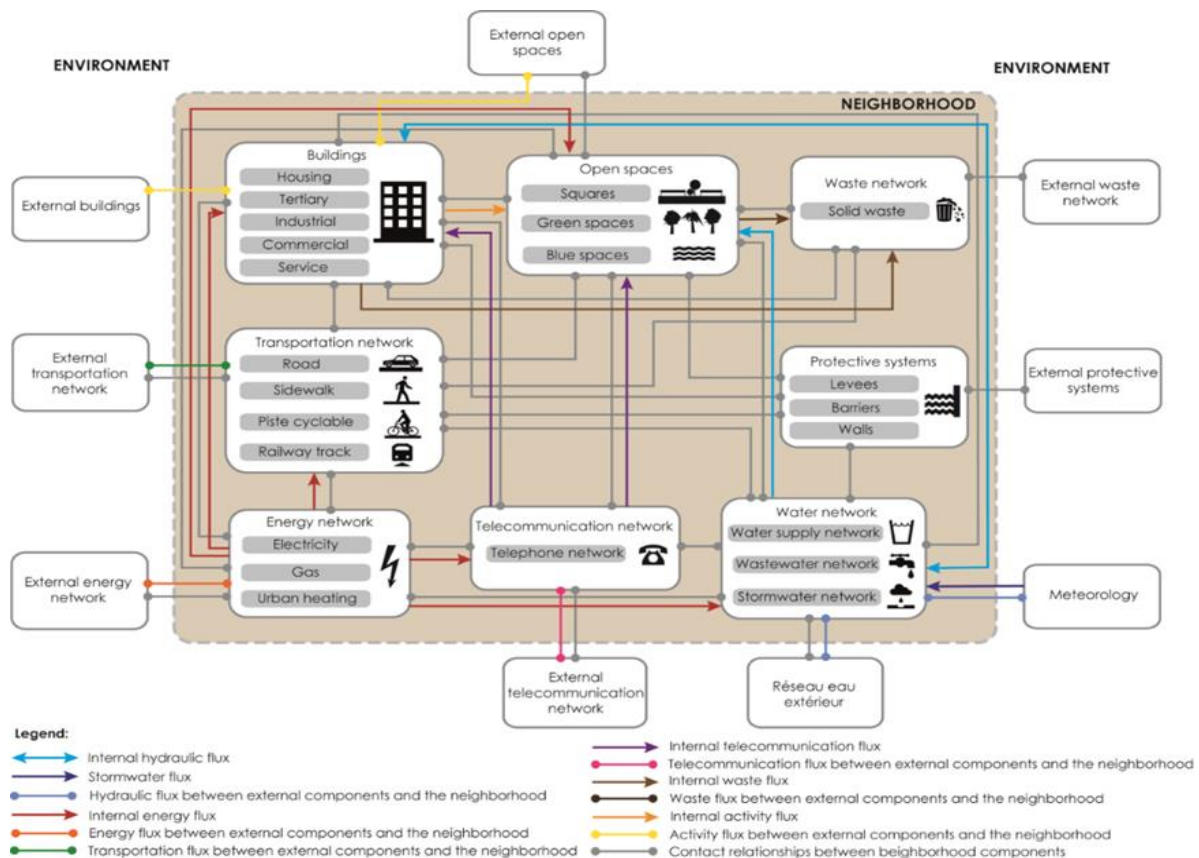 External open
spaces
ENVIRONMENT
ENVIRONMENT
NEIGHBORHOOD
Buildings
Housing
Tertiary
Industrial
Commercial
Service
Open spaces
Squares
Green spaces
Blue spaces
Waste network
Solid waste
External buildings
External waste
network
External
transportation
network
Transportation network
Road
Sidewalk
Piste cyclable
Railway track
Protective systems
Levees
Barriers
Walls
External protective
systems
Energy network
Electricity
Gas
Urban heating
Telecommunication network
Telephone network
Water network
Water supply network
Wastewater network
Stormwater network
External energy
network
Meteorology
External
telecommunication
network
Réseau eau
extérieur
Legend:
Internal hydraulic flux
Stormwater flux
Hydraulic flux between external components and the neighborhood
Internal energy flux
Energy flux between external components and the neighborhood
Transportation flux between external components and the neighborhood
Internal telecommunication flux
Telecommunication flux between external components and the neighborhood
Internal waste flux
Waste flux between external components and the neighborhood
Internal activity flux
Activity flux between external components and the neighborhood
Contact relationships between beighborhood components